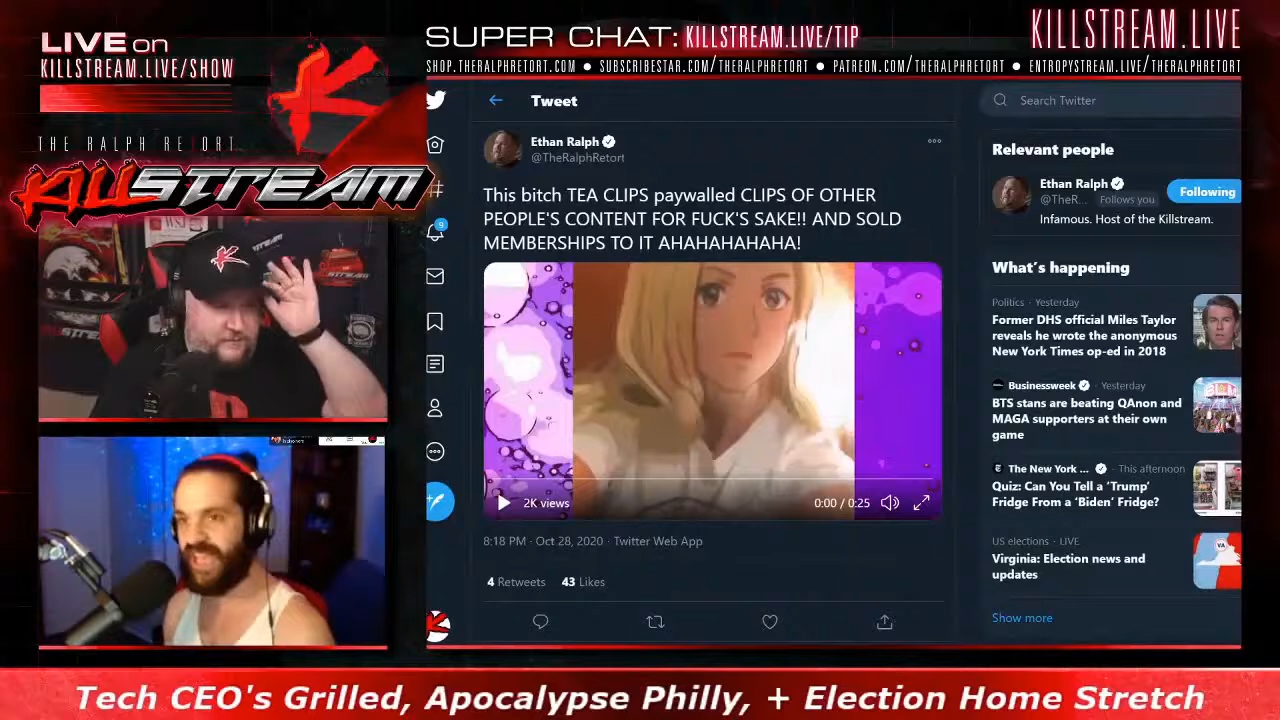 LIVE on
KILLSTREAM.LIVE/SHOW
THE RALPH RETORT
KILLSTREAM
SUPER CHAT: KILLSTREAM.LIVE/TIP
KILLSTREAM.LIVE
SHOP.THERALPHRETORT.COM ● SUBSCRIBESTAR.COM/THERALPHRETORT ● PATREON.COM/THERALPHRETORT ● ENTROPYSTREAM.LIVE/THERALPHRETORT
Tweet
Ethan Ralph
@TheRalphRetort
This bitch TEA CLIPS paywalled CLIPS OF OTHER
PEOPLE'S CONTENT FOR FUCK'S SAKE!! AND SOLD
MEMBERSHIPS TO IT AHAHAHAHAHA!
2K views
0:00 / 0:25
8:18 PM · Oct 28, 2020 · Twitter Web App
4 Retweets 43 Likes
Search Twitter
Relevant people
Ethan Ralph
@TheR... Follows you
Following
Infamous. Host of the Killstream.
What's happening
Politics · Yesterday
Former DHS official Miles Taylor
reveals he wrote the anonymous
New York Times op-ed in 2018
Businessweek · Yesterday
BTS stans are beating QAnon and
MAGA supporters at their own
game
The New York ... · This afternoon
Quiz: Can You Tell a ‘Trump’
Fridge From a ‘Biden’ Fridge?
US elections · LIVE
Virginia: Election news and
updates
Show more
Tech CEO's Grilled, Apocalypse Philly, + Election Home Stretch